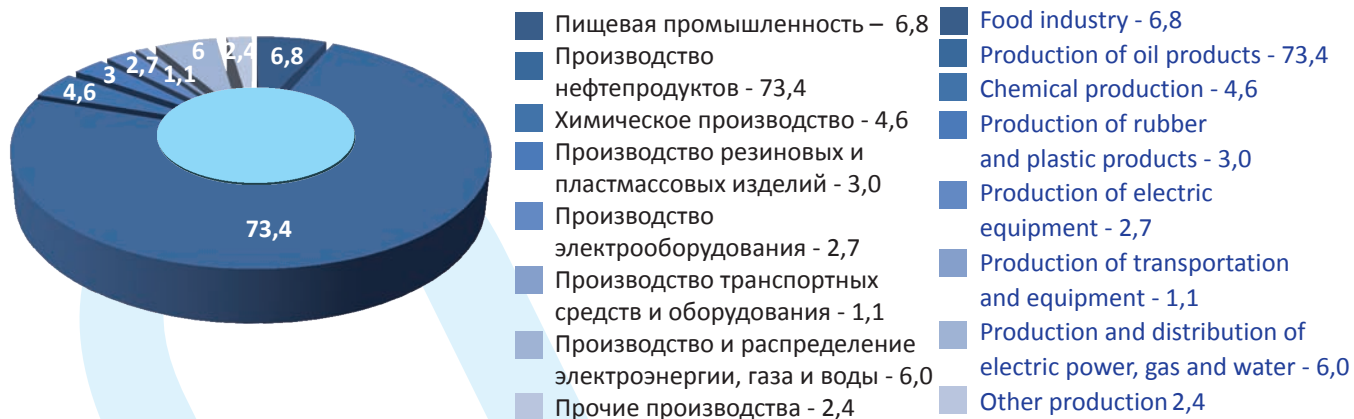 6,8
73,4
4,6
3
2,7
1,1
6
2,4
Пищевая промышленность – 6,8
Производство
нефтепродуктов - 73,4
Химическое производство - 4,6
Производство резиновых и
пластмассовых изделий - 3,0
Производство
электрооборудования - 2,7
Производство транспортных
средств и оборудования - 1,1
Производство и распределение
электроэнергии, газа и воды - 6,0
Прочие производства - 2,4
Food industry - 6,8
Production of oil products - 73,4
Chemical production - 4,6
Production of rubber
and plastic products - 3,0
Production of electric
equipment - 2,7
Production of transportation
and equipment - 1,1
Production and distribution of
electric power, gas and water - 6,0
Other production 2,4